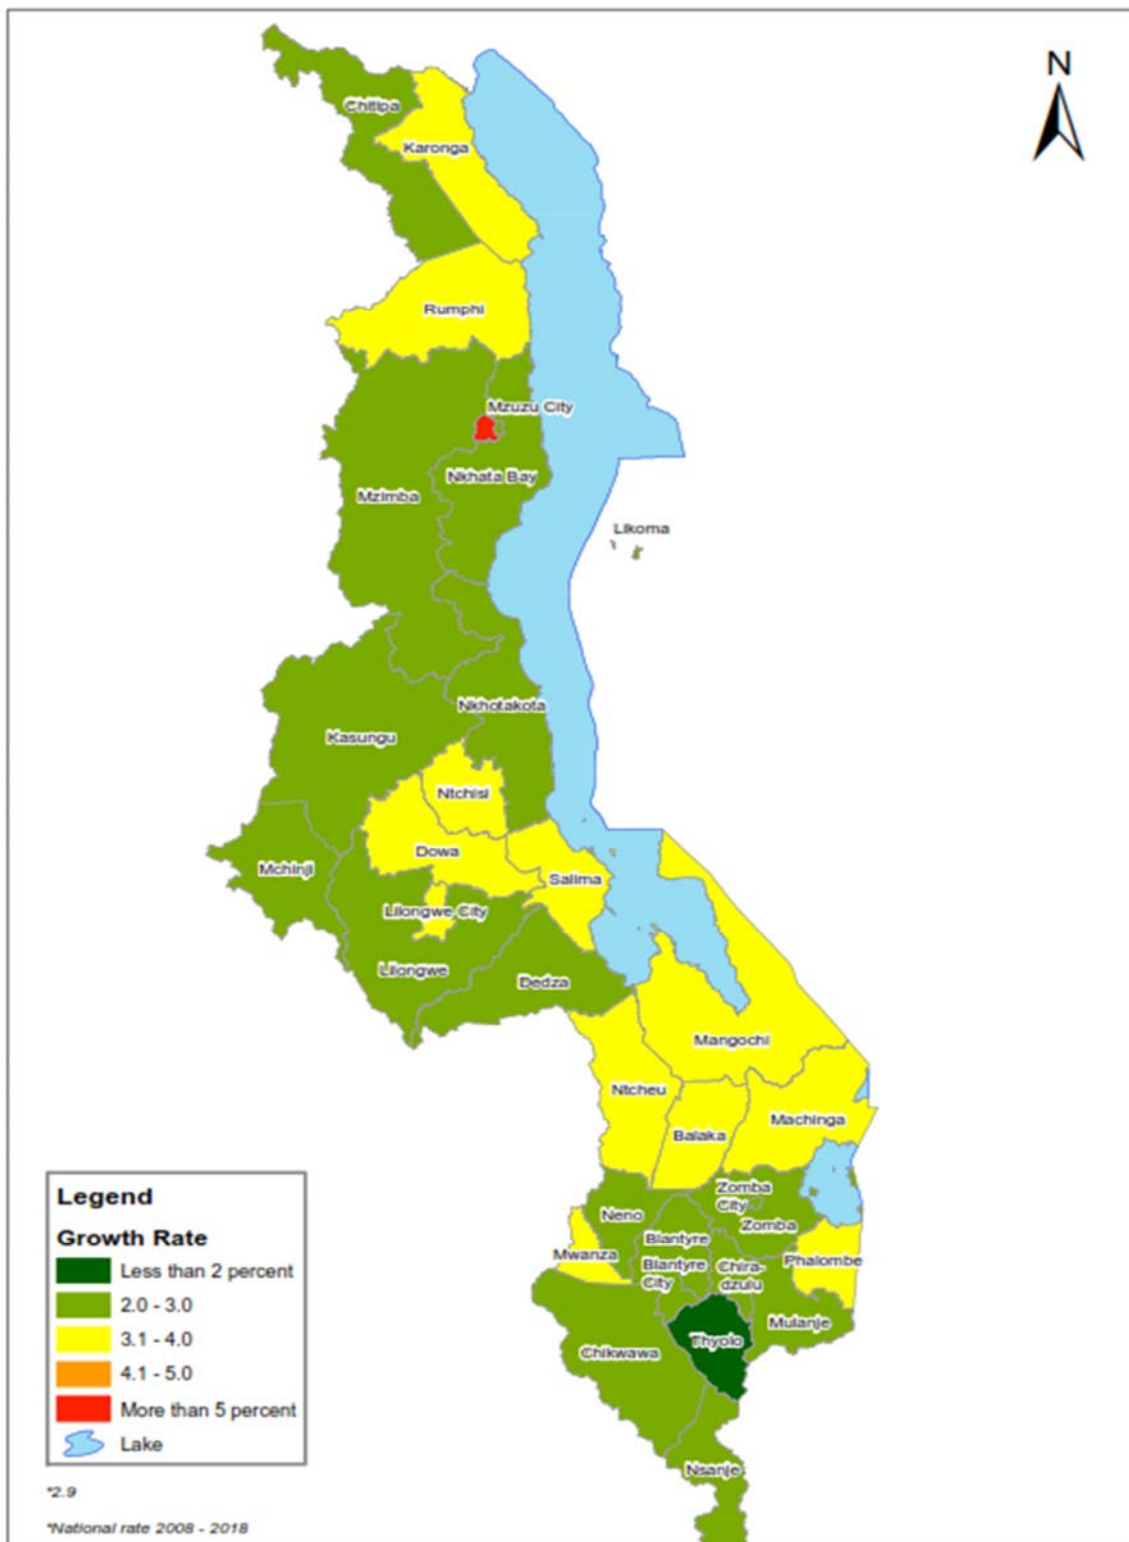 N
Chitipa
Karonga
Rumphi
Mzuzu City
Nkhata Bay
Mzimba
Likoma
Nkhotakota
Kasungu
Ntchisi
Dowa
Mchinji
Salima
Lilongwe City
Lilongwe
Dedza
Mangochi
Ntcheu
Machinga
Balaka
Zomba
City
Neno
Zomba
Blantyre
Mwanza
Phalombe
Blantyre
City
Chira-
dzulu
Mulanje
Thyolo
Chikwawa
Nsanje
Legend
Growth Rate
Less than 2 percent
2.0 - 3.0
3.1 - 4.0
4.1 - 5.0
More than 5 percent
Lake
*2.9
*National rate 2008 - 2018